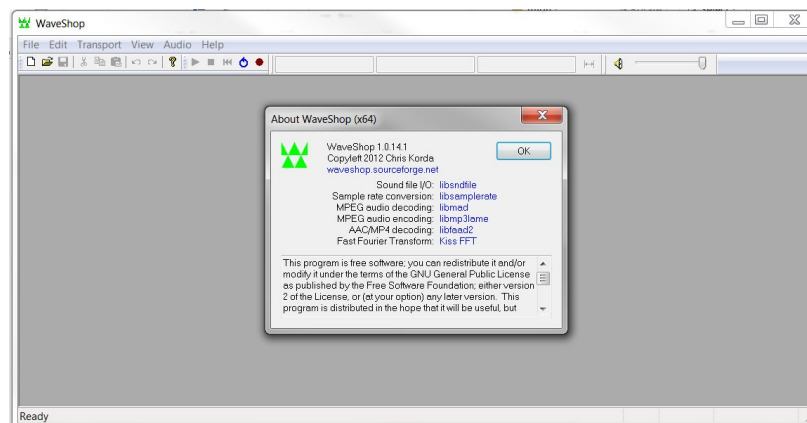 WaveShop
File Edit Transport View Audio Help
About WaveShop (x64)
WaveShop 1.0.14.1
OK
Copyleft 2012 Chris Korda
waveshop.sourceforge.net
Sound file I/O: libsndfile
Sample rate conversion: libsamplerate
MPEG audio decoding: libmad
MPEG audio encoding: libmp3lame
AAC/MP4 decoding: libfaad2
Fast Fourier Transform: Kiss FFT
This program is free software; you can redistribute it and/or
modify it under the terms of the GNU General Public License
as published by the Free Software Foundation; either version
2 of the License, or (at your option) any later version. This
program is distributed in the hope that it will be useful, but
Ready